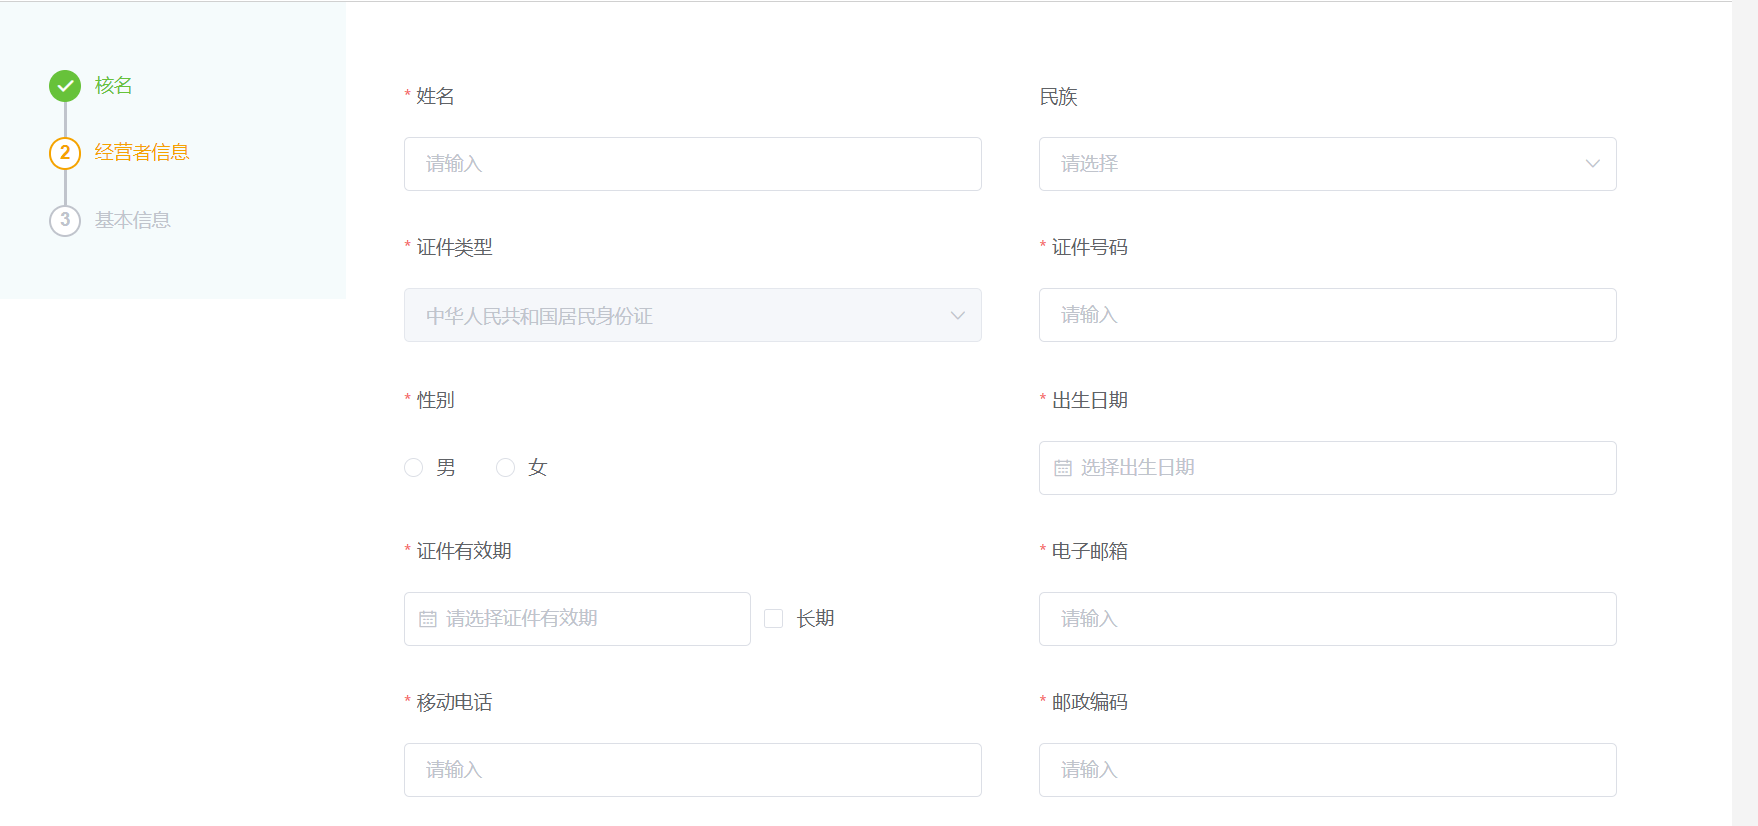 核名
2 经营者信息
3 基本信息
* 姓名
请输入
民族
请选择
* 证件类型
中华人民共和国居民身份证
* 证件号码
请输入
* 性别
男 女
* 出生日期
选择出生日期
* 证件有效期
请选择证件有效期 长期
* 电子邮箱
请输入
* 移动电话
请输入
* 邮政编码
请输入